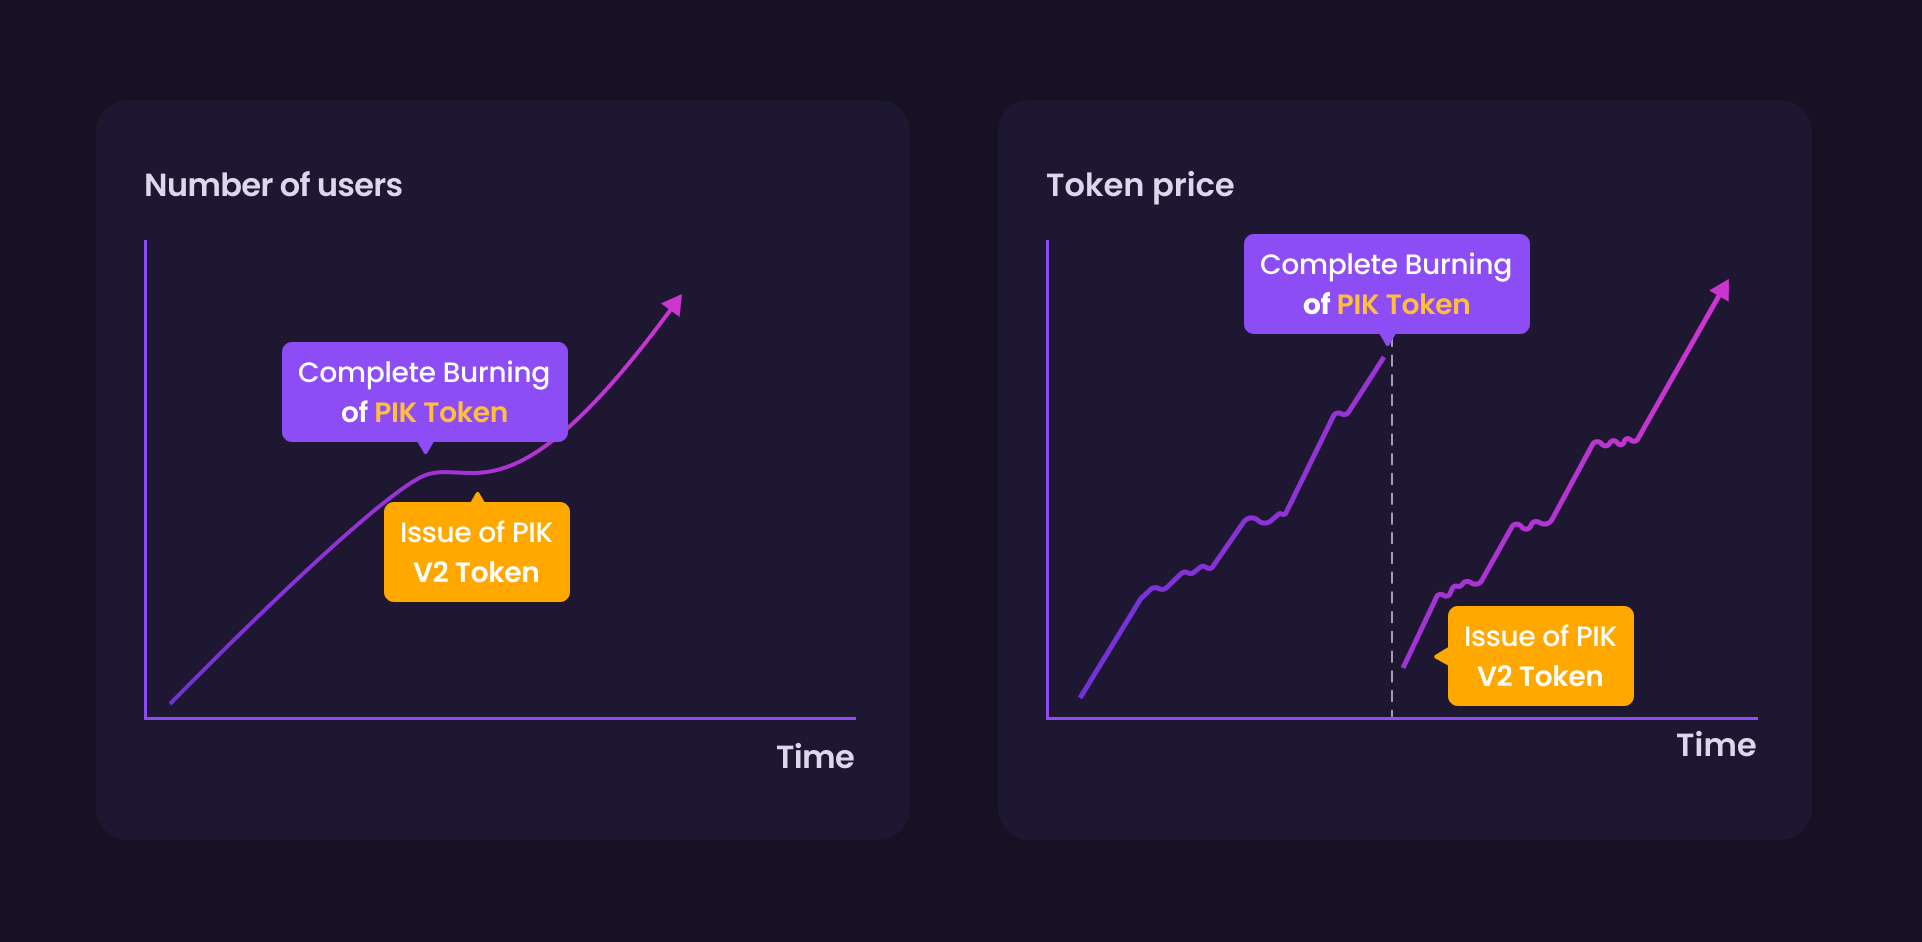 Number of users
Complete Burning
of PIK Token
Issue of PIK
V2 Token
Time
Token price
Complete Burning
of PIK Token
Issue of PIK
V2 Token
Time